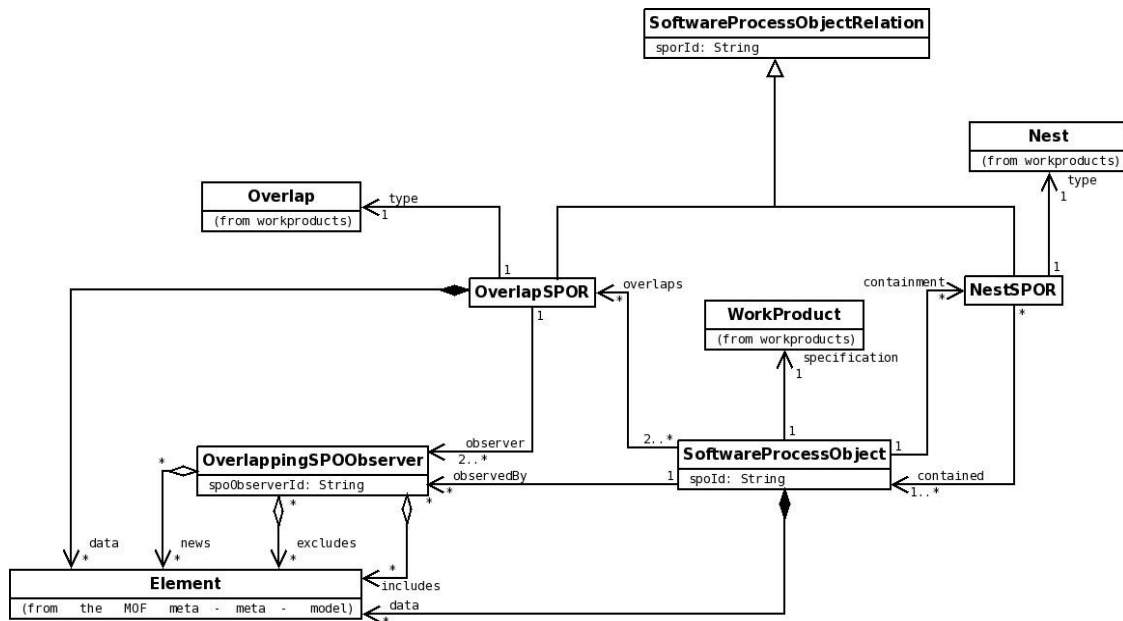 SoftwareProcessObjectRelation
sporId: String
Nest
(from workproducts)
type
1
Overlap
(from workproducts)
type
1
1
OverlapSPOR
1
overlaps
*
containment
*
1
NestSPOR
*
WorkProduct
(from workproducts)
specification
1
observer
2..*
2..*
1
SoftwareProcessObject
spoId: String
1
contained
1..*
*
OverlappingSPOObserver
spoObserverId: String
observedBy
*
1
*
*
data
*
news
*
excludes
*
*
includes
Element
(from the MOF meta - meta - model)
data
*